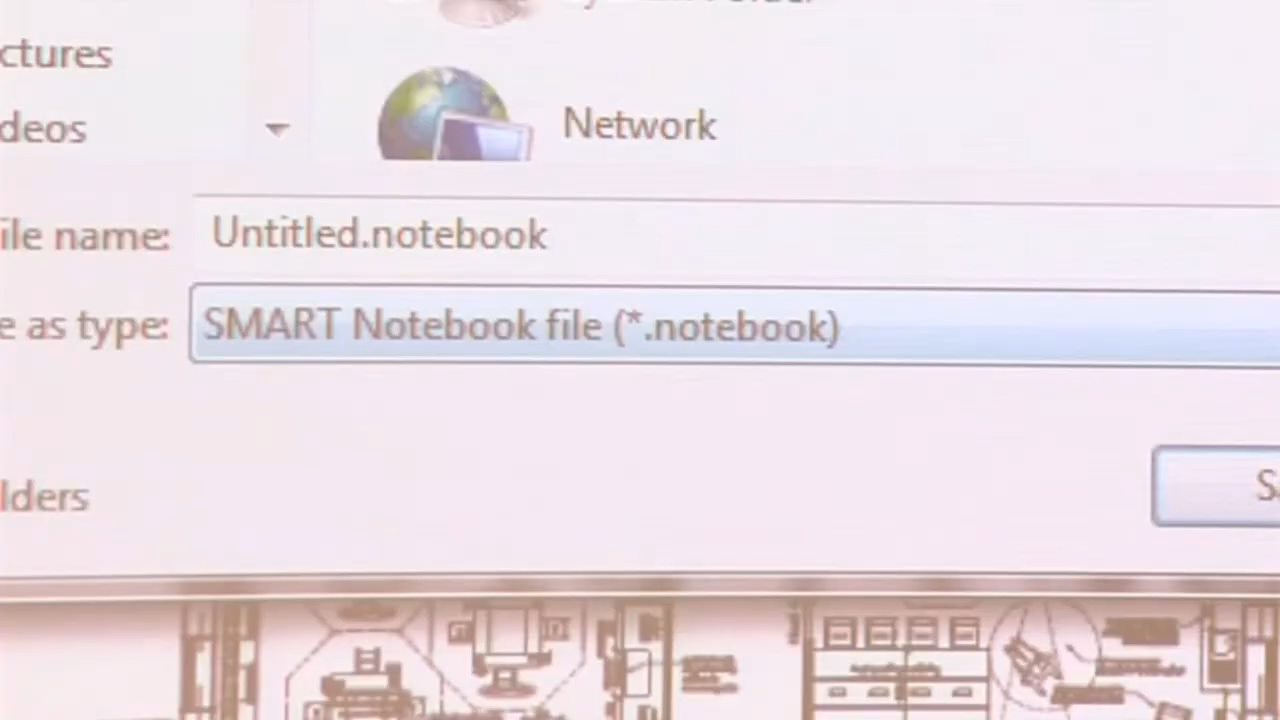 ctures
deos
Network
ile name: Untitled.notebook
e as type: SMART Notebook file (*.notebook)
lders